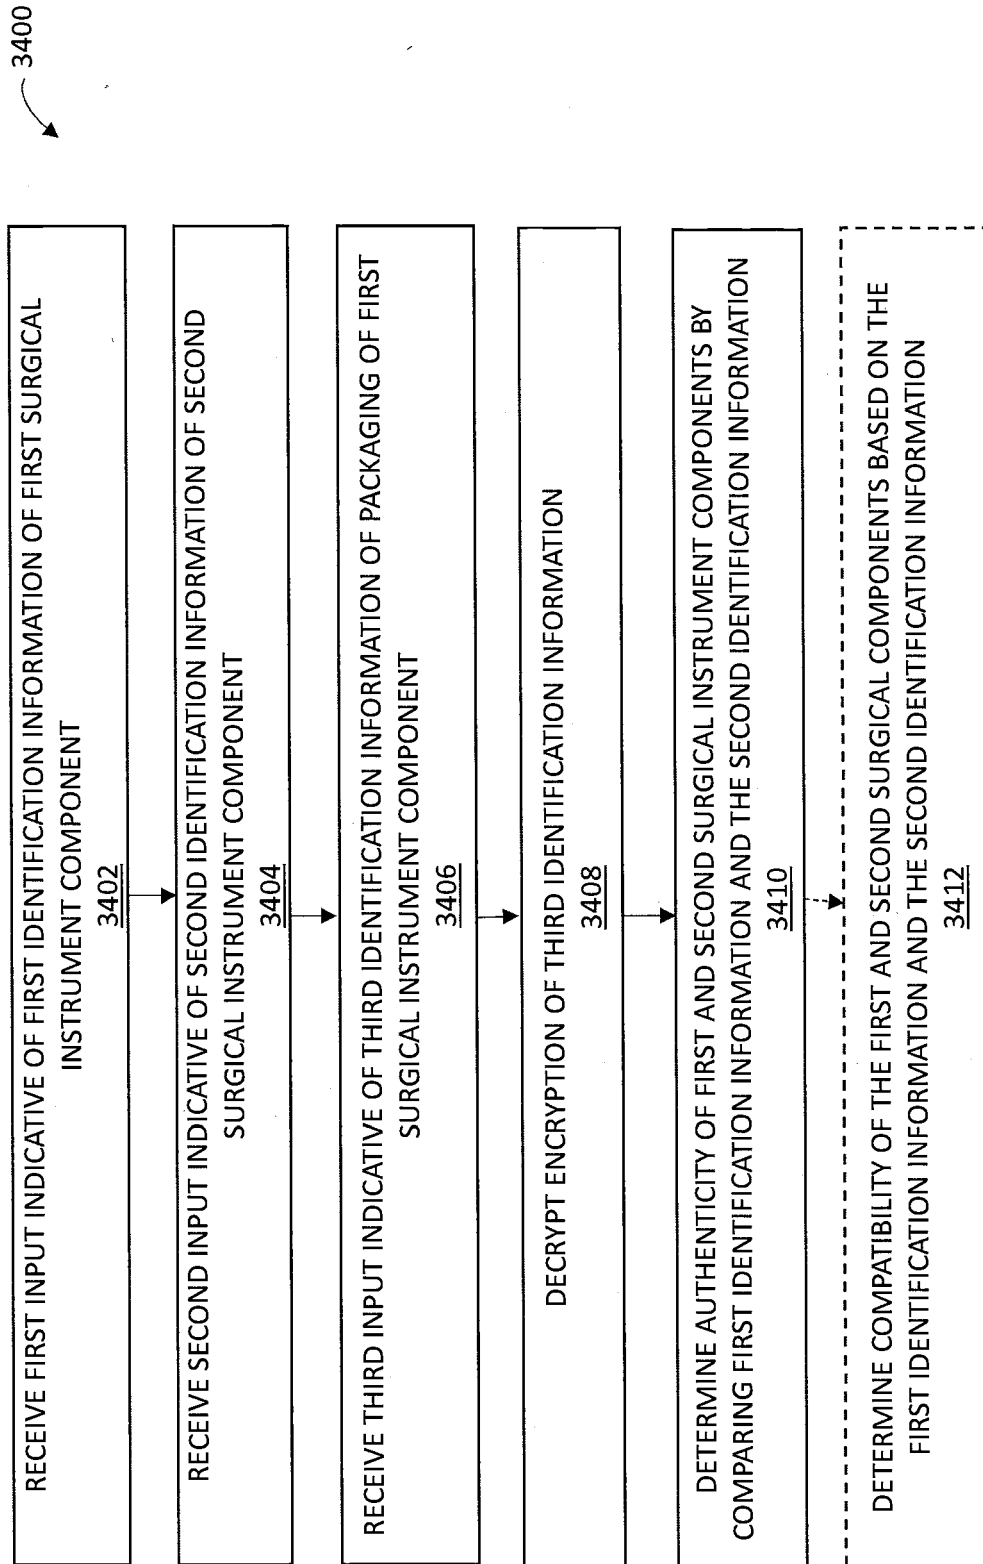 3400
RECEIVE FIRST INPUT INDICATIVE OF FIRST IDENTIFICATION INFORMATION OF FIRST SURGICAL
INSTRUMENT COMPONENT
3402
RECEIVE SECOND INPUT INDICATIVE OF SECOND IDENTIFICATION INFORMATION OF SECOND
SURGICAL INSTRUMENT COMPONENT
3404
RECEIVE THIRD INPUT INDICATIVE OF THIRD IDENTIFICATION INFORMATION OF PACKAGING OF FIRST
SURGICAL INSTRUMENT COMPONENT
3406
DECRYPT ENCRYPTION OF THIRD IDENTIFICATION INFORMATION
3408
DETERMINE AUTHENTICITY OF FIRST AND SECOND SURGICAL INSTRUMENT COMPONENTS BY
COMPARING FIRST IDENTIFICATION INFORMATION AND THE SECOND IDENTIFICATION INFORMATION
3410
DETERMINE COMPATIBILITY OF THE FIRST AND SECOND SURGICAL COMPONENTS BASED ON THE
FIRST IDENTIFICATION INFORMATION AND THE SECOND IDENTIFICATION INFORMATION
3412